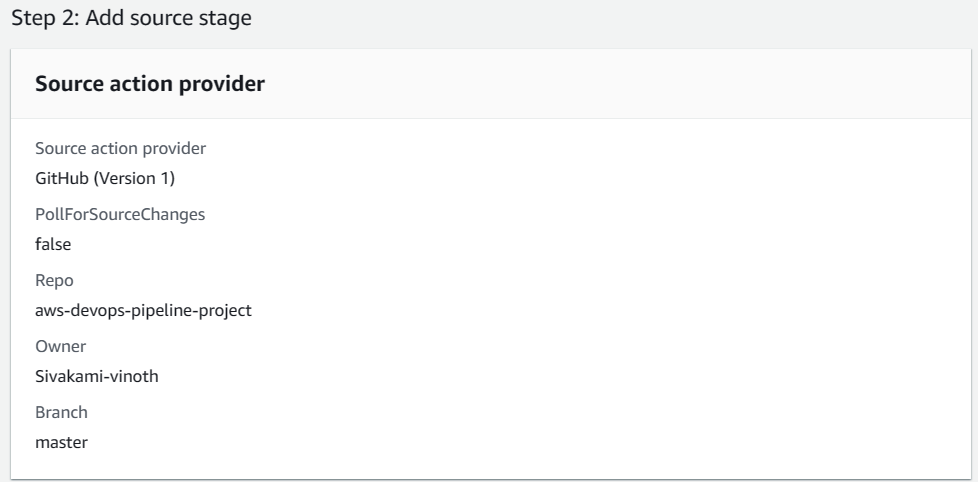 Step 2: Add source stage
Source action provider
Source action provider
GitHub (Version 1)
PollForSourceChanges
false
Repo
aws-devops-pipeline-project
Owner
Sivakami-vinoth
Branch
master